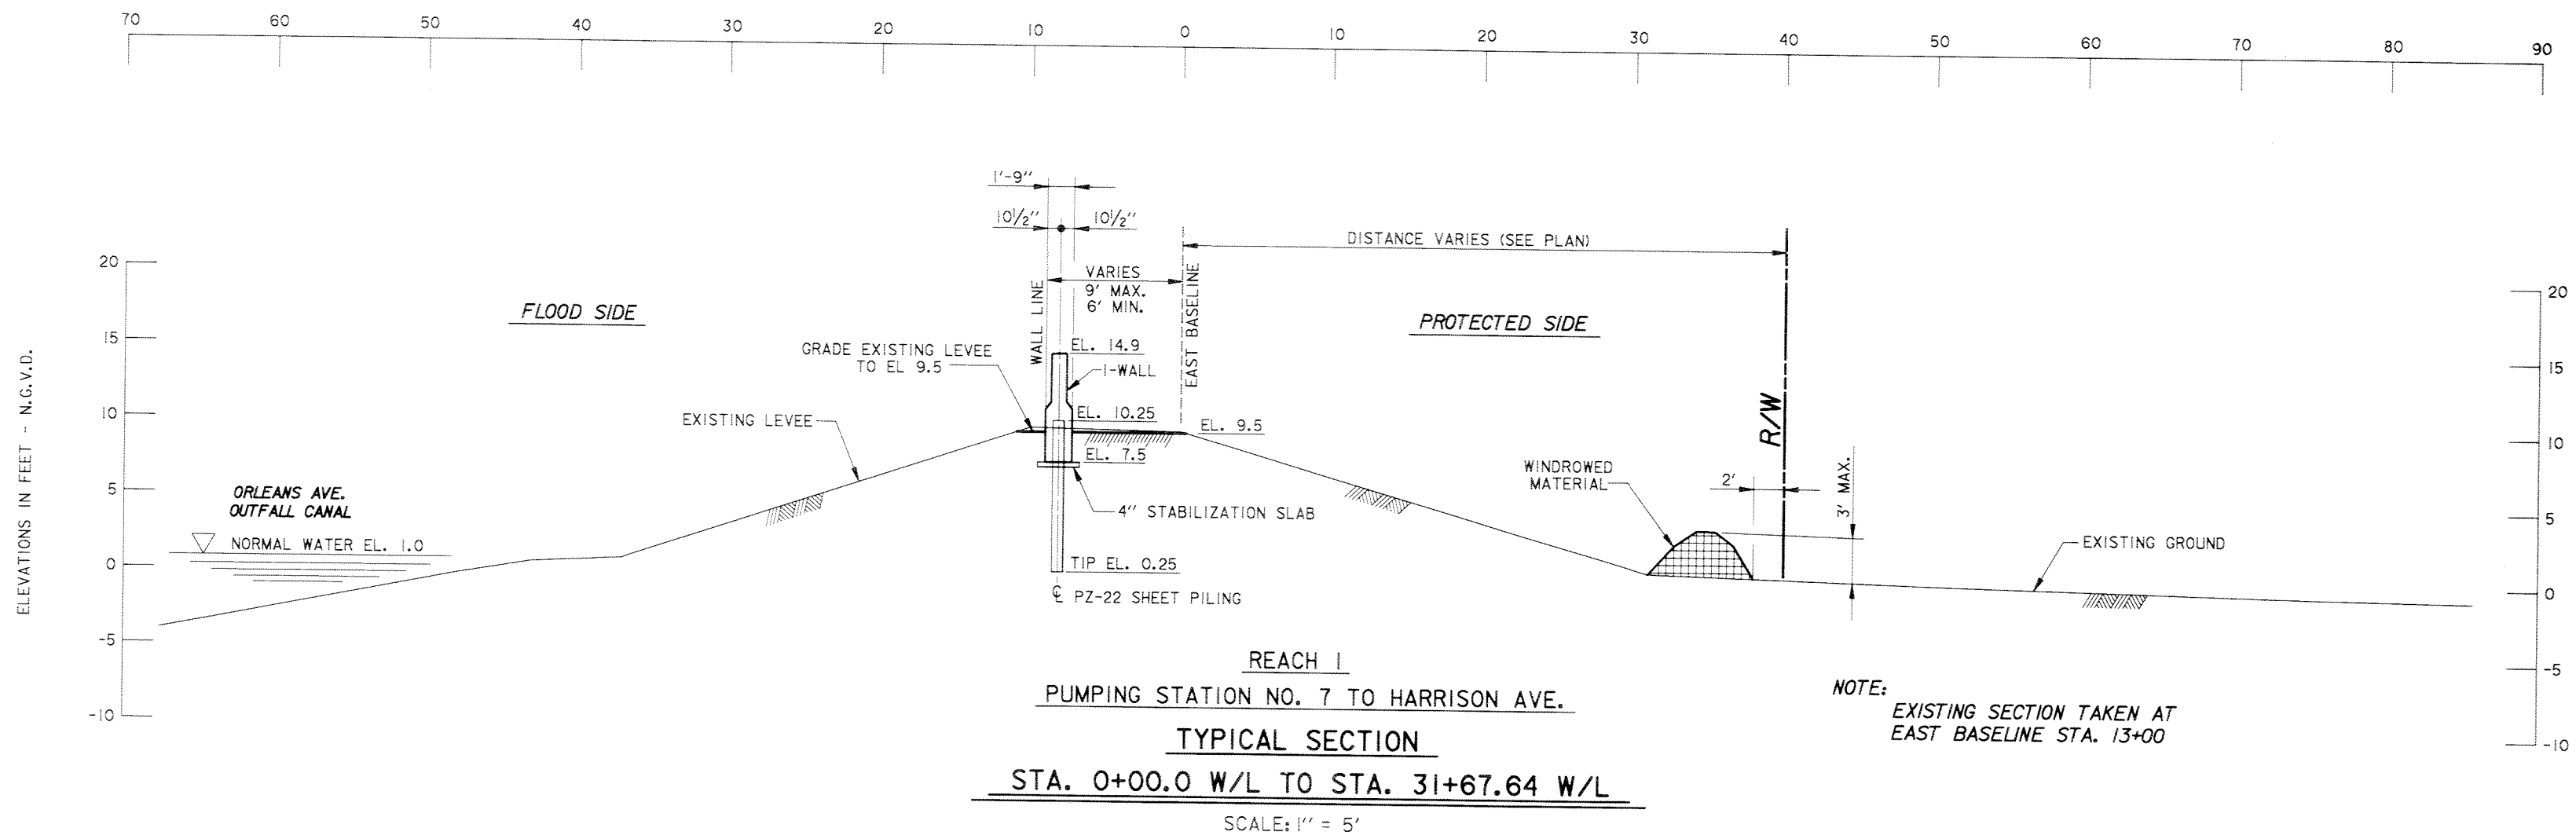 70 60 50 40 30 20 10 0 10 20 30 40 50 60 70 80 90
1'-9"
10½" 10½"
DISTANCE VARIES (SEE PLAN)
VARIES
9' MAX.
6' MIN.
WALL LINE
EAST BASELINE
FLOOD SIDE
PROTECTED SIDE
ELEVATIONS IN FEET - N.G.V.D.
20
15
10
5
0
-5
-10
GRADE EXISTING LEVEE
TO EL 9.5
EL. 14.9
I-WALL
EXISTING LEVEE
EL. 10.25
EL. 9.5
EL. 7.5
R/W
WINDROWED
MATERIAL
2'
3' MAX.
ORLEANS AVE.
OUTFALL CANAL
NORMAL WATER EL. 1.0
4" STABILIZATION SLAB
TIP EL. 0.25
℄ PZ-22 SHEET PILING
EXISTING GROUND
20
15
10
5
0
-5
-10
REACH 1
PUMPING STATION NO. 7 TO HARRISON AVE.
TYPICAL SECTION
STA. 0+00.0 W/L TO STA. 31+67.64 W/L
SCALE: 1" = 5'
NOTE:
EXISTING SECTION TAKEN AT
EAST BASELINE STA. 13+00